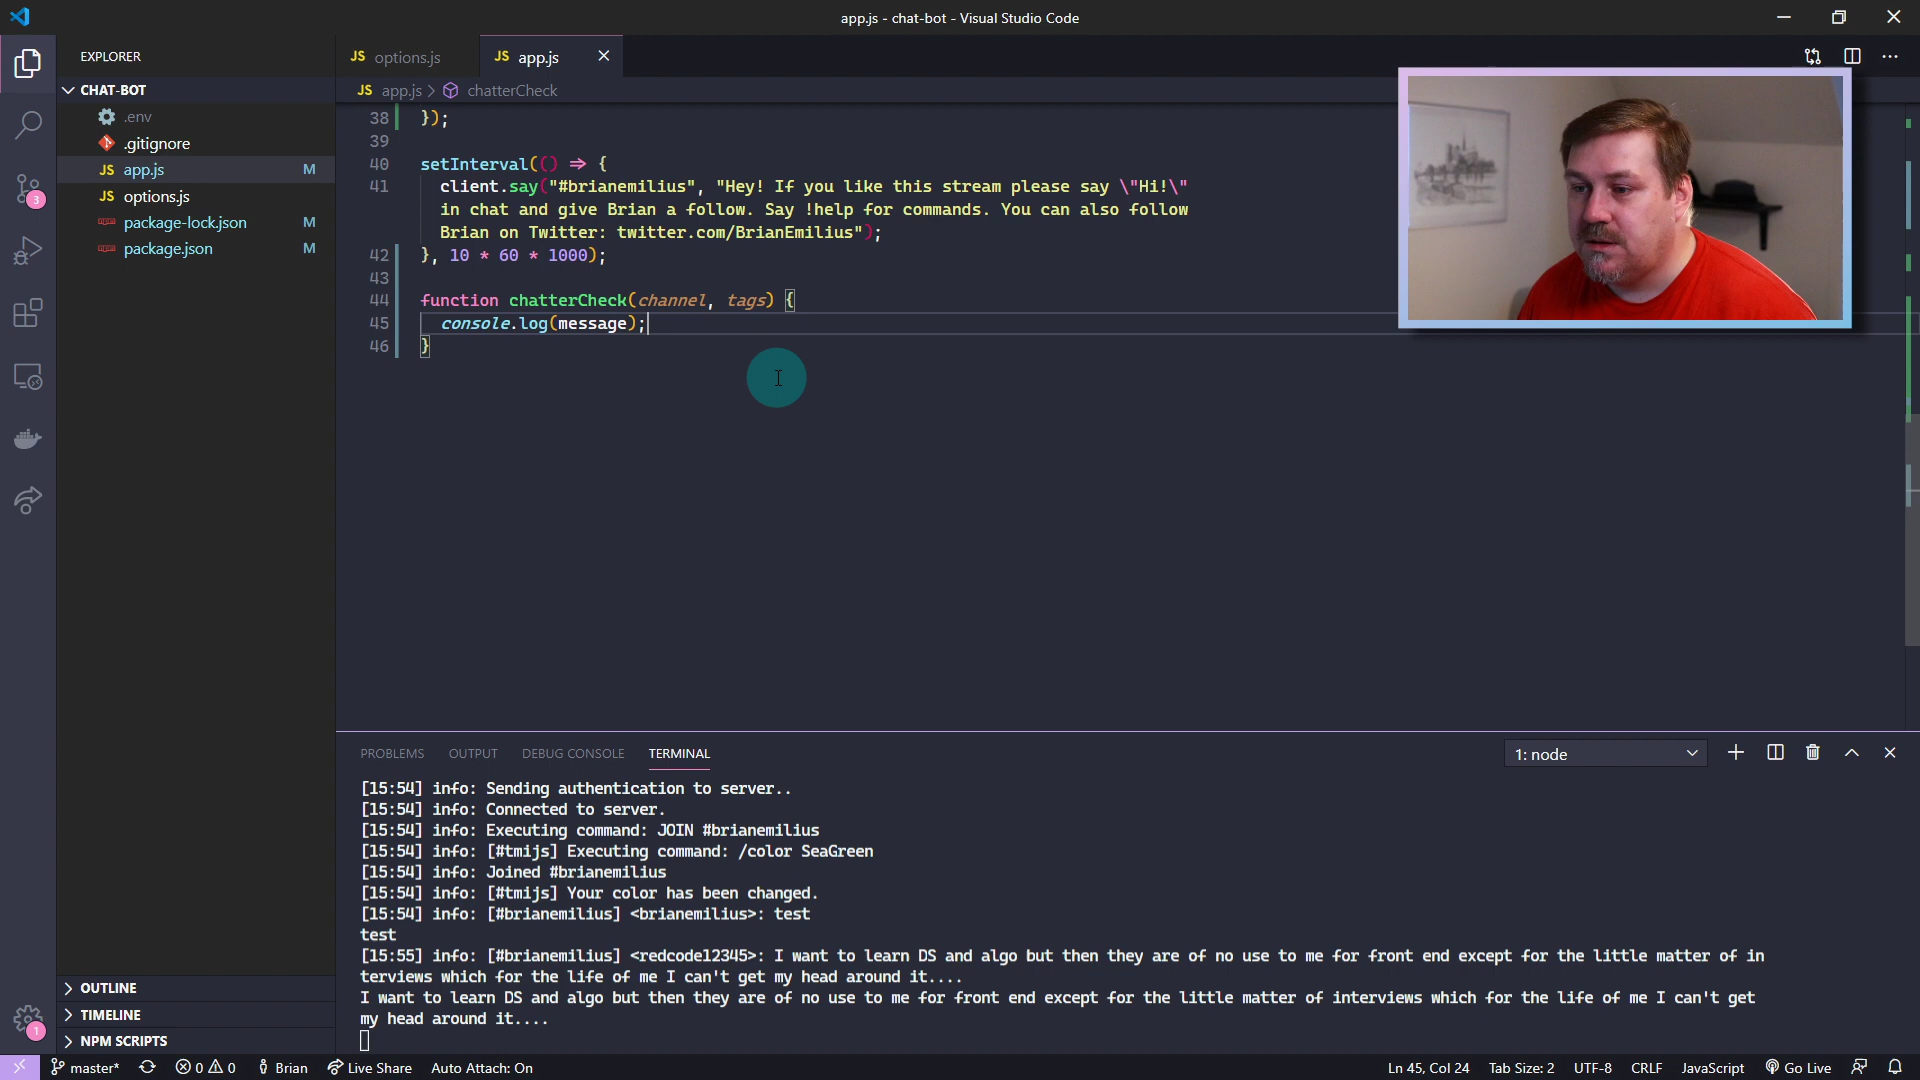 app.js - chat-bot - Visual Studio Code
EXPLORER
CHAT-BOT
.env
.gitignore
JS app.js M
JS options.js
package-lock.json M
package.json M
3
JS options.js
JS app.js
JS app.js > chatterCheck
38 });
39
40 setInterval(() => {
41 client.say("#brianemilius", "Hey! If you like this stream please say \"Hi!\"
in chat and give Brian a follow. Say !help for commands. You can also follow
Brian on Twitter: twitter.com/BrianEmilius");
42 }, 10 * 60 * 1000);
43
44 function chatterCheck(channel, tags) {
45 console.log(message);
46 }
PROBLEMS OUTPUT DEBUG CONSOLE TERMINAL 1: node
[15:54] info: Sending authentication to server..
[15:54] info: Connected to server.
[15:54] info: Executing command: JOIN #brianemilius
[15:54] info: [#tmijs] Executing command: /color SeaGreen
[15:54] info: Joined #brianemilius
[15:54] info: [#tmijs] Your color has been changed.
[15:54] info: [#brianemilius] <brianemilius>: test
test
[15:55] info: [#brianemilius] <redcode12345>: I want to learn DS and algo but then they are of no use to me for front end except for the little matter of in
terviews which for the life of me I can't get my head around it....
I want to learn DS and algo but then they are of no use to me for front end except for the little matter of interviews which for the life of me I can't get
my head around it....
OUTLINE
TIMELINE
NPM SCRIPTS
1
master* 0 0 Brian Live Share Auto Attach: On Ln 45, Col 24 Tab Size: 2 UTF-8 CRLF JavaScript Go Live